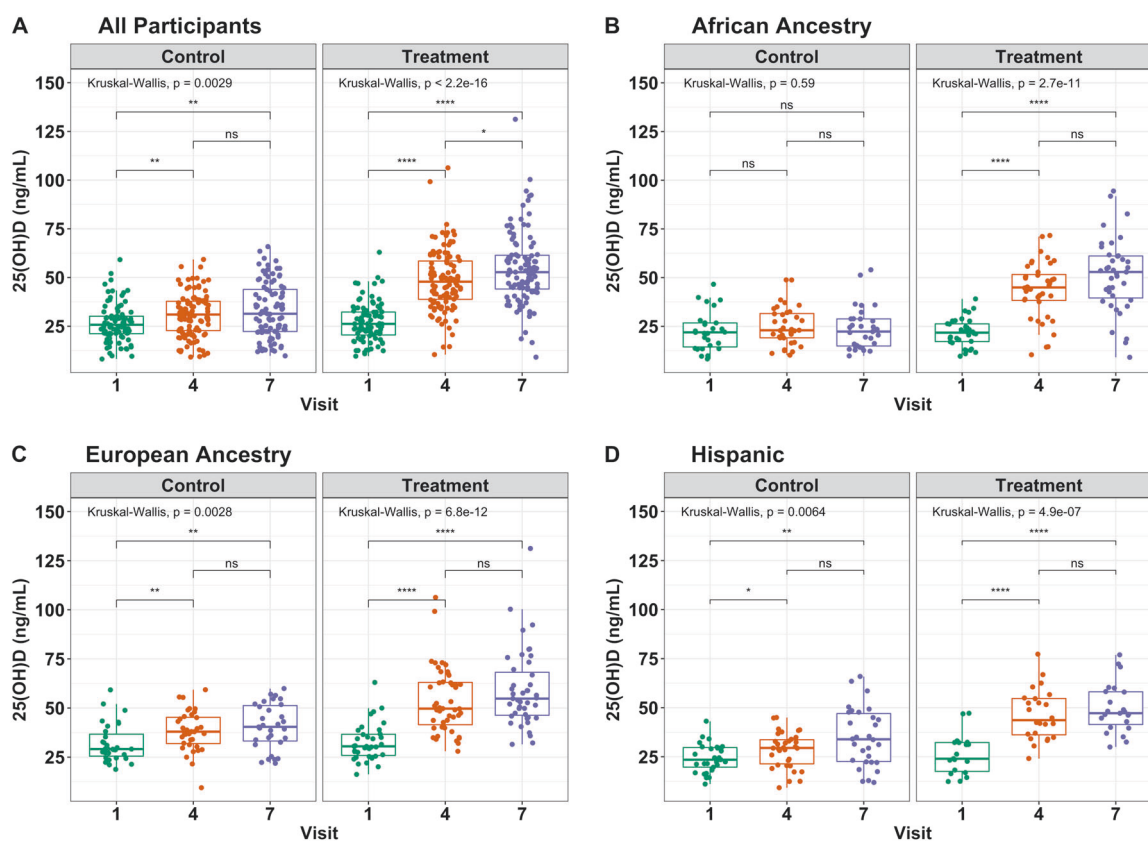 A All Participants
Control
Treatment
25(OH)D (ng/mL)
150
125
100
75
50
25
Kruskal-Wallis, p = 0.0029
**
ns
**
Kruskal-Wallis, p < 2.2e-16
****
*
****
1 4 7
1 4 7
Visit
B African Ancestry
Control
Treatment
25(OH)D (ng/mL)
150
125
100
75
50
25
Kruskal-Wallis, p = 0.59
ns
ns
ns
Kruskal-Wallis, p = 2.7e-11
****
ns
****
1 4 7
1 4 7
Visit
C European Ancestry
Control
Treatment
25(OH)D (ng/mL)
150
125
100
75
50
25
Kruskal-Wallis, p = 0.0028
**
ns
**
Kruskal-Wallis, p = 6.8e-12
****
ns
****
1 4 7
1 4 7
Visit
D Hispanic
Control
Treatment
25(OH)D (ng/mL)
150
125
100
75
50
25
Kruskal-Wallis, p = 0.0064
**
ns
*
Kruskal-Wallis, p = 4.9e-07
****
ns
****
1 4 7
1 4 7
Visit